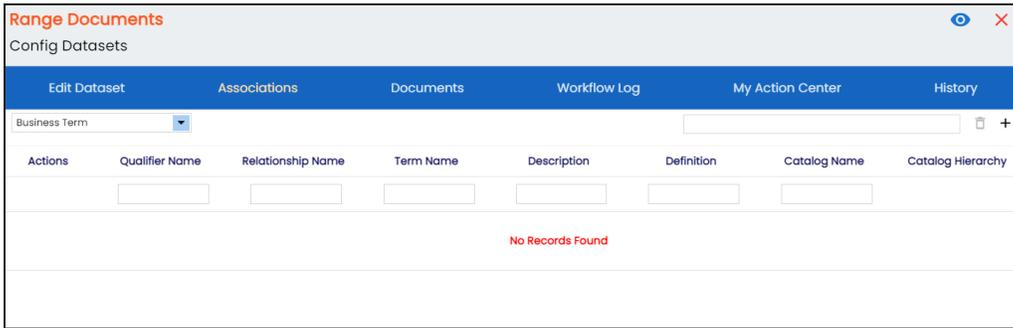 Range Documents
Config Datasets
Edit Dataset Associations Documents Workflow Log My Action Center History
Business Term
Actions Qualifier Name Relationship Name Term Name Description Definition Catalog Name Catalog Hierarchy
No Records Found